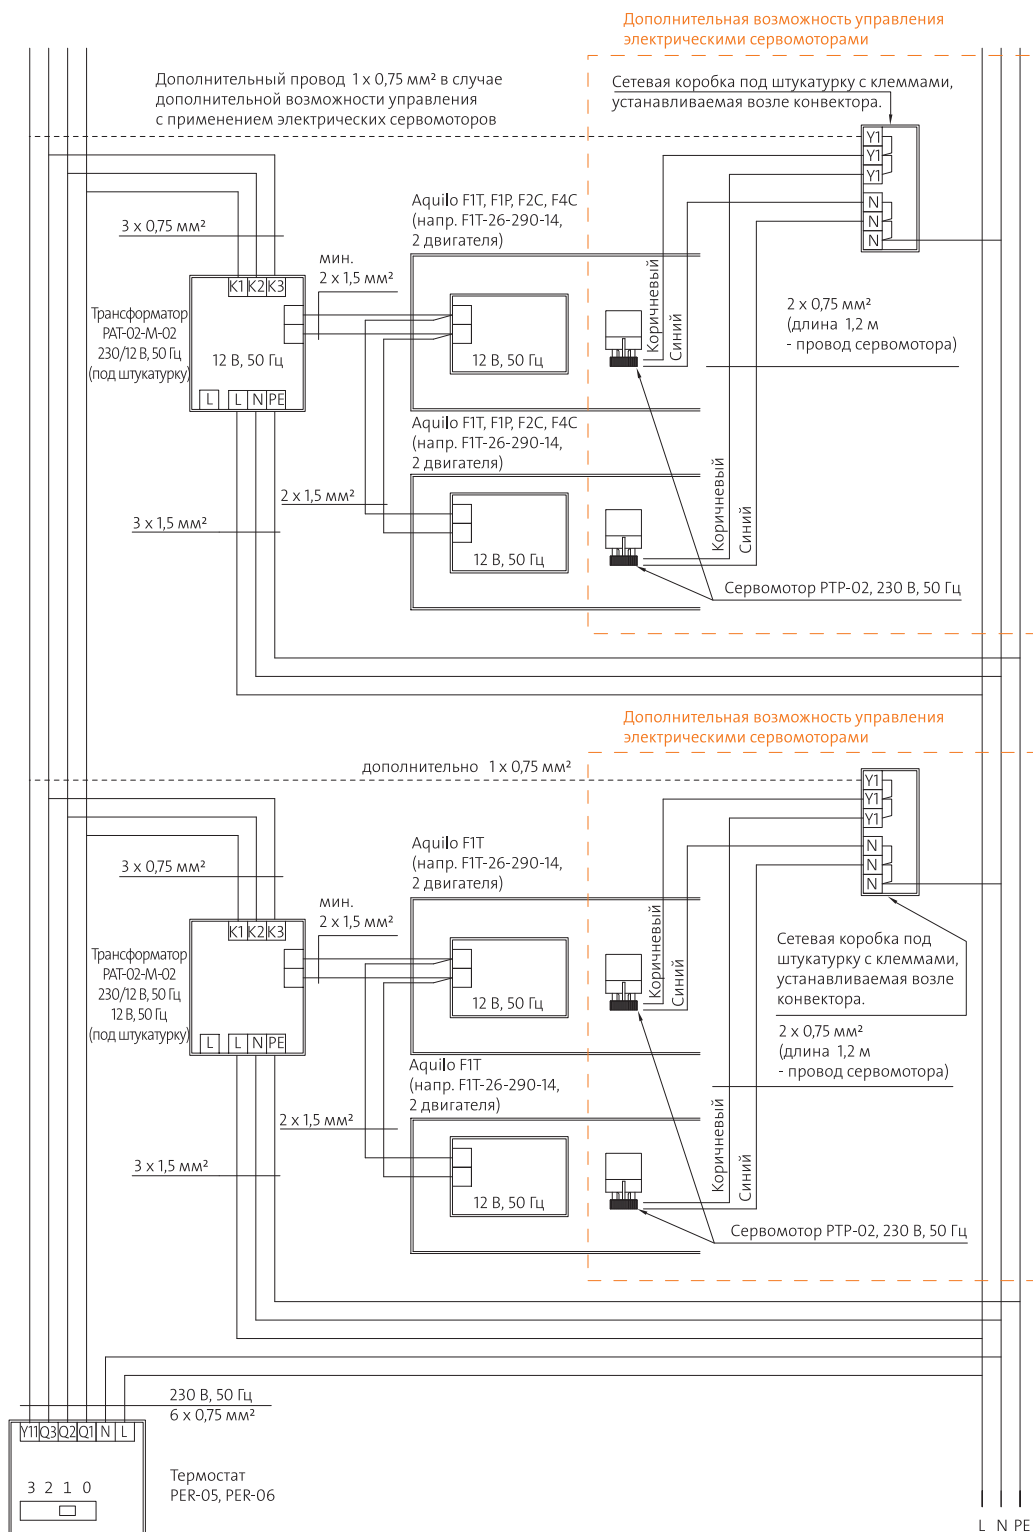 Дополнительная возможность управления
электрическими сервомоторами
Дополнительный провод 1 x 0,75 мм² в случае
дополнительной возможности управления
с применением электрических сервомоторов
Сетевая коробка под штукатурку с клеммами,
устанавливаемая возле конвектора.
Y1
Y1
Y1
N
N
N
3 x 0,75 мм²
Aquilo F1T, F1P, F2C, F4C
(напр. F1T-26-290-14,
2 двигателя)
мин.
2 x 1,5 мм²
K1 K2 K3
Трансформатор
PAT-02-M-02
230/12 В, 50 Гц
(под штукатурку)
12 В, 50 Гц
L L N PE
12 В, 50 Гц
Коричневый
Синий
2 x 0,75 мм²
(длина 1,2 м
- провод сервомотора)
Aquilo F1T, F1P, F2C, F4C
(напр. F1T-26-290-14,
2 двигателя)
2 x 1,5 мм²
3 x 1,5 мм²
12 В, 50 Гц
Коричневый
Синий
Сервомотор PTP-02, 230 В, 50 Гц
Дополнительная возможность управления
электрическими сервомоторами
дополнительно 1 x 0,75 мм²
Y1
Y1
Y1
N
N
N
3 x 0,75 мм²
Aquilo F1T
(напр. F1T-26-290-14,
2 двигателя)
мин.
2 x 1,5 мм²
K1 K2 K3
Трансформатор
PAT-02-M-02
230/12 В, 50 Гц
12 В, 50 Гц
(под штукатурку)
L L N PE
12 В, 50 Гц
Коричневый
Синий
Сетевая коробка под
штукатурку с клеммами,
устанавливаемая возле
конвектора.
2 x 0,75 мм²
(длина 1,2 м
- провод сервомотора)
Aquilo F1T
(напр. F1T-26-290-14,
2 двигателя)
2 x 1,5 мм²
3 x 1,5 мм²
12 В, 50 Гц
Коричневый
Синий
Сервомотор PTP-02, 230 В, 50 Гц
230 В, 50 Гц
6 x 0,75 мм²
Y11 Q3 Q2 Q1 N L
3 2 1 0
Термостат
PER-05, PER-06
L N PE